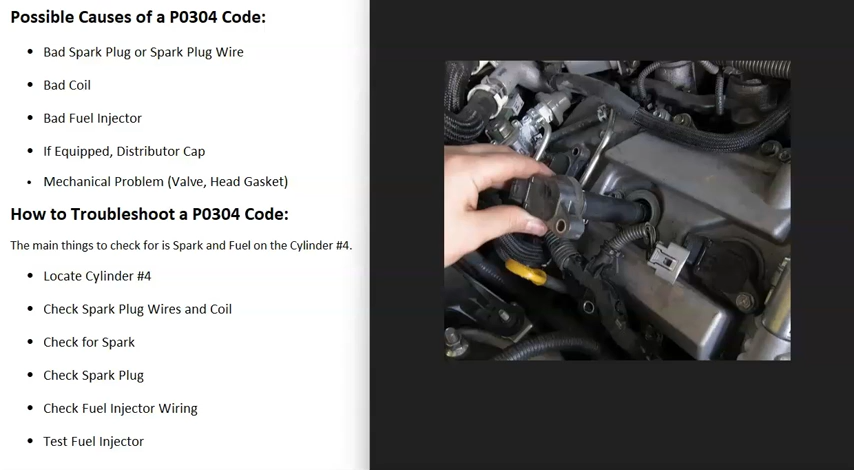 Possible Causes of a P0304 Code:
Bad Spark Plug or Spark Plug Wire
Bad Coil
Bad Fuel Injector
If Equipped, Distributor Cap
Mechanical Problem (Valve, Head Gasket)
How to Troubleshoot a P0304 Code:
The main things to check for is Spark and Fuel on the Cylinder #4.
Locate Cylinder #4
Check Spark Plug Wires and Coil
Check for Spark
Check Spark Plug
Check Fuel Injector Wiring
Test Fuel Injector